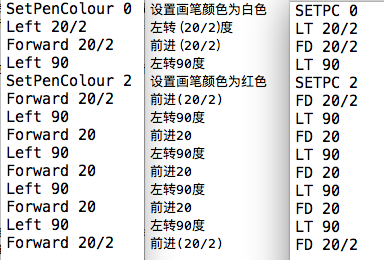 SetPenColour 0
Left 20/2
Forward 20/2
Left 90
SetPenColour 2
Forward 20/2
Left 90
Forward 20
Left 90
Forward 20
Left 90
Forward 20
Left 90
Forward 20/2
设置画笔颜色为白色
左转(20/2)度
前进(20/2)
左转90度
设置画笔颜色为红色
前进(20/2)
左转90度
前进20
左转90度
前进20
左转90度
前进20
左转90度
前进(20/2)
SETPC 0
LT 20/2
FD 20/2
LT 90
SETPC 2
FD 20/2
LT 90
FD 20
LT 90
FD 20
LT 90
FD 20
LT 90
FD 20/2